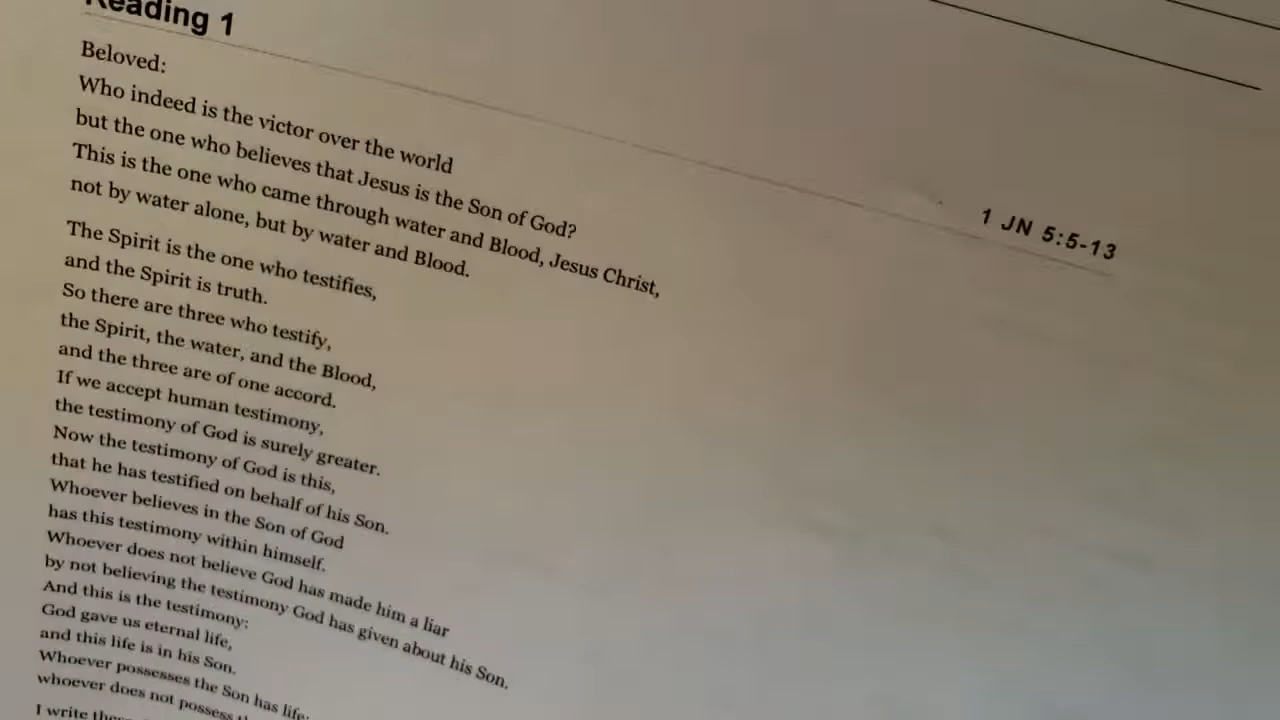 Reading 1
1 JN 5:5-13
Beloved:
Who indeed is the victor over the world
but the one who believes that Jesus is the Son of God?
This is the one who came through water and Blood, Jesus Christ,
not by water alone, but by water and Blood.
The Spirit is the one who testifies,
and the Spirit is truth.
So there are three who testify,
the Spirit, the water, and the Blood,
and the three are of one accord.
If we accept human testimony,
the testimony of God is surely greater.
Now the testimony of God is this,
that he has testified on behalf of his Son.
Whoever believes in the Son of God
has this testimony within himself.
Whoever does not believe God has made him a liar
by not believing the testimony God has given about his Son.
And this is the testimony:
God gave us eternal life,
and this life is in his Son.
Whoever possesses the Son has life;
whoever does not possess
I write